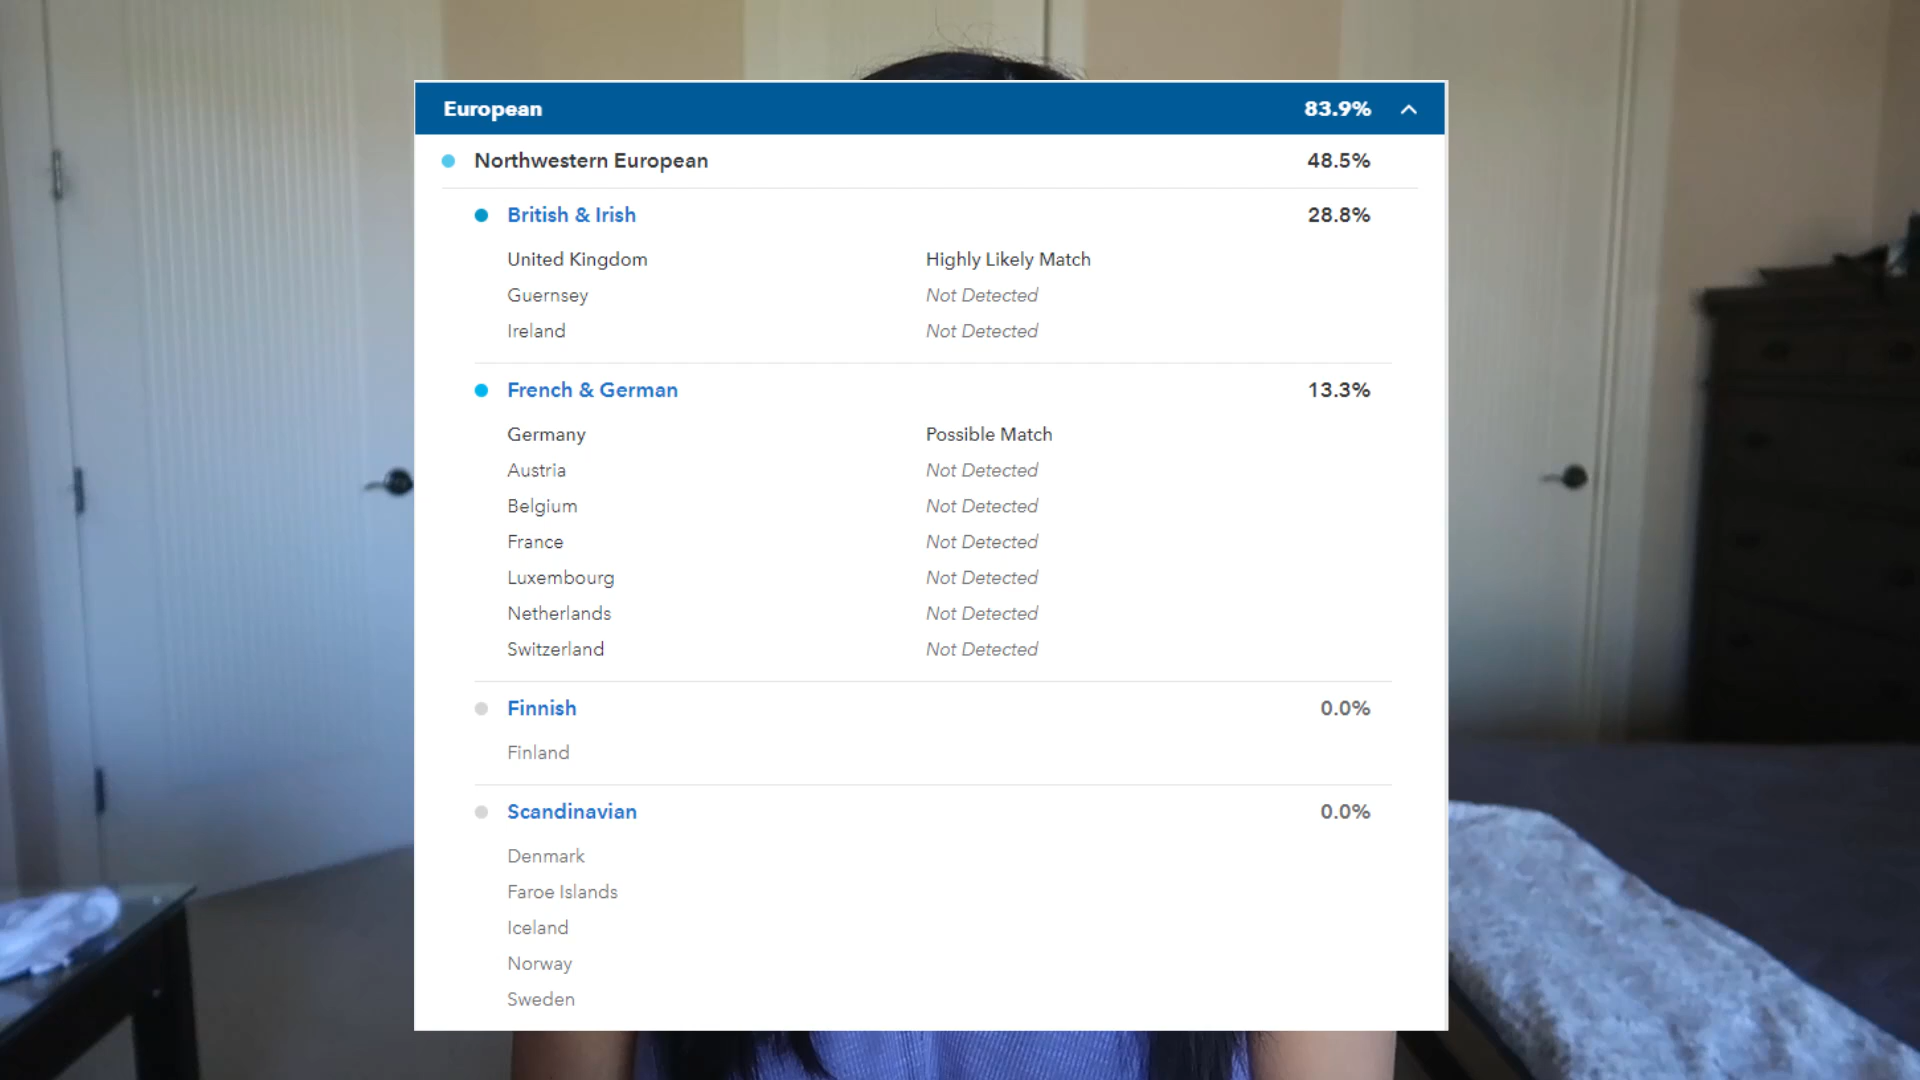 European 83.9%
Northwestern European 48.5%
British & Irish 28.8%
United Kingdom Highly Likely Match
Guernsey Not Detected
Ireland Not Detected
French & German 13.3%
Germany Possible Match
Austria Not Detected
Belgium Not Detected
France Not Detected
Luxembourg Not Detected
Netherlands Not Detected
Switzerland Not Detected
Finnish 0.0%
Finland
Scandinavian 0.0%
Denmark
Faroe Islands
Iceland
Norway
Sweden